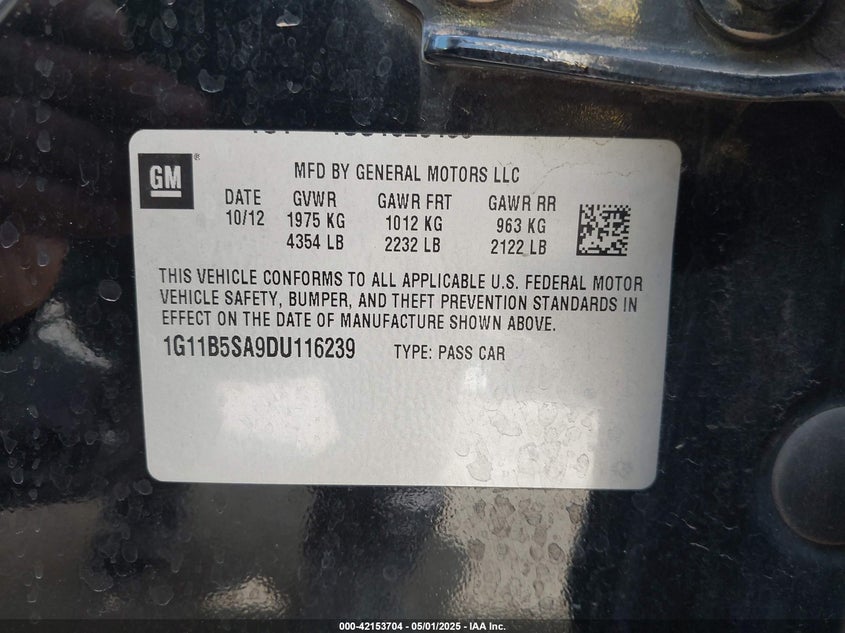 MFD BY GENERAL MOTORS LLC
GM ®
DATE GVWR GAWR FRT GAWR RR
10/12 1975 KG 1012 KG 963 KG
4354 LB 2232 LB 2122 LB
THIS VEHICLE CONFORMS TO ALL APPLICABLE U.S. FEDERAL MOTOR
VEHICLE SAFETY, BUMPER, AND THEFT PREVENTION STANDARDS IN
EFFECT ON THE DATE OF MANUFACTURE SHOWN ABOVE.
1G11B5SA9DU116239 TYPE: PASS CAR
000-42153704 - 05/01/2025 - IAA Inc.